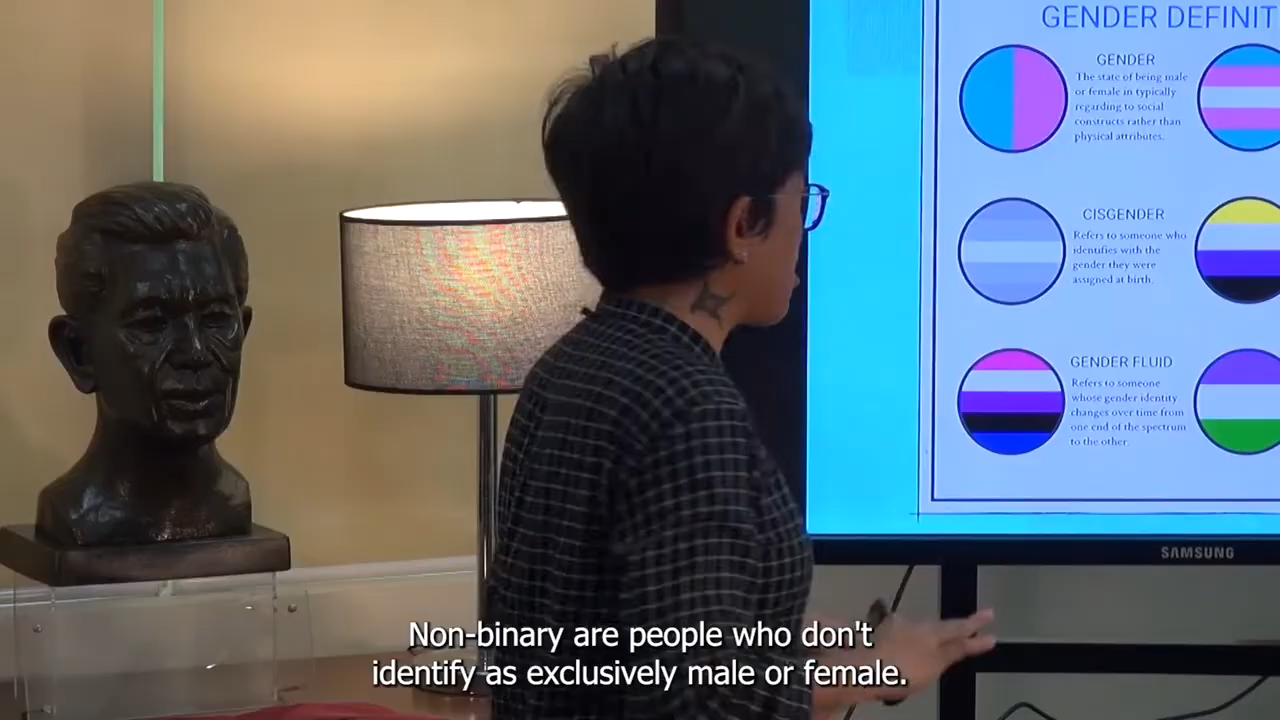 GENDER DEFINIT
GENDER
The state of being male
or female in typically
regarding to social
constructs rather than
physical attributes.
CISGENDER
Refers to someone who
identifies with the
gender they were
assigned at birth.
GENDER FLUID
Refers to someone
whose gender identity
changes over time from
one end of the spectrum
to the other.
SAMSUNG
Non-binary are people who don't
identify as exclusively male or female.